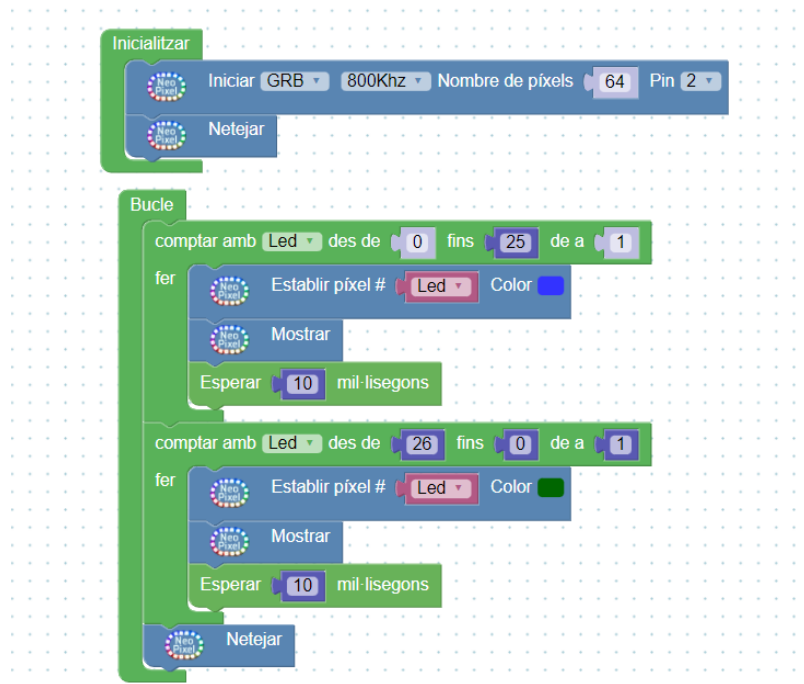 Inicialitzar
Neo Pixel Iniciar GRB 800Khz Nombre de píxels 64 Pin 2
Neo Pixel Netejar
Bucle
comptar amb Led des de 0 fins 25 de a 1
fer
Neo Pixel Establir píxel # Led Color
Neo Pixel Mostrar
Esperar 10 mil·lisegons
comptar amb Led des de 26 fins 0 de a 1
fer
Neo Pixel Establir píxel # Led Color
Neo Pixel Mostrar
Esperar 10 mil·lisegons
Neo Pixel Netejar